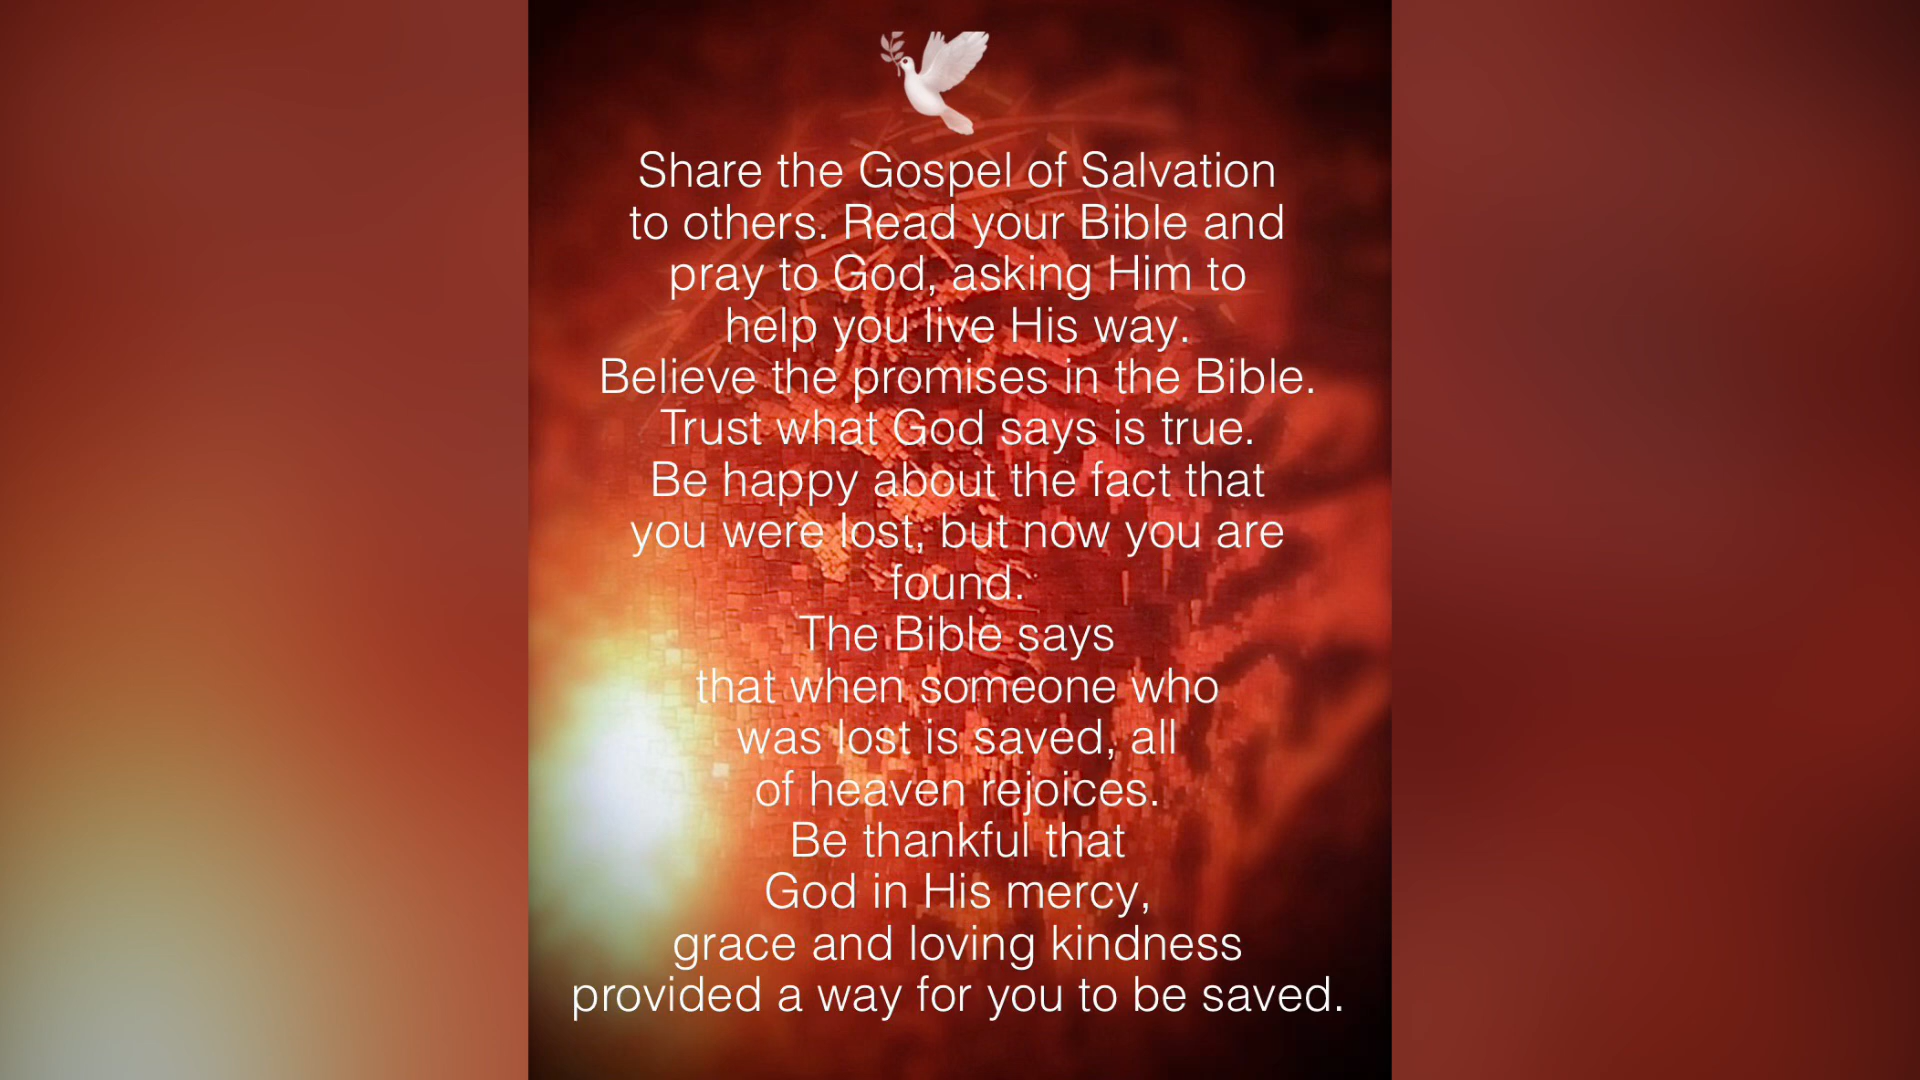 Share the Gospel of Salvation
to others. Read your Bible and
pray to God, asking Him to
help you live His way.
Believe the promises in the Bible.
Trust what God says is true.
Be happy about the fact that
you were lost, but now you are
found.
The Bible says
that when someone who
was lost is saved, all
of heaven rejoices.
Be thankful that
God in His mercy,
grace and loving kindness
provided a way for you to be saved.